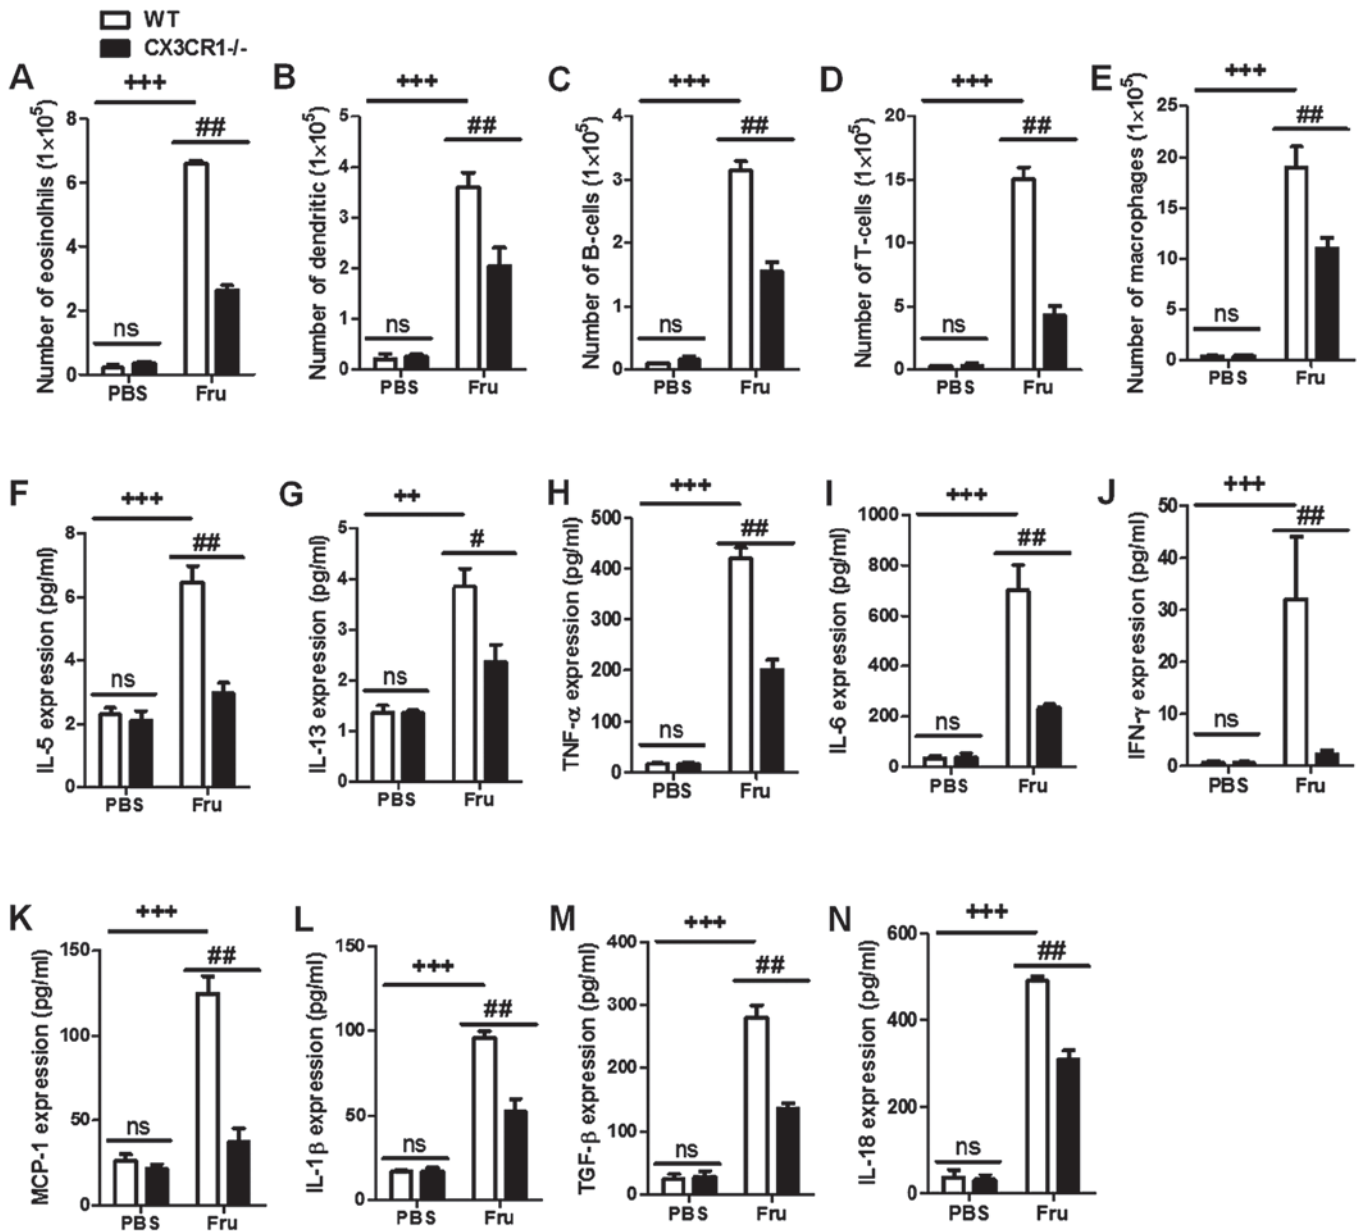 WT
CX3CR1-/-
A
+++
##
ns
Number of eosinolhils (1×10⁵)
8
6
4
2
0
PBS Fru
B
+++
##
ns
Number of dendritic (1×10⁵)
5
4
3
2
1
0
PBS Fru
C
+++
##
ns
Number of B-cells (1×10⁵)
4
3
2
1
0
PBS Fru
D
+++
##
ns
Number of T-cells (1×10⁵)
20
15
10
5
0
PBS Fru
E
+++
##
ns
Number of macrophages (1×10⁵)
25
20
15
10
5
0
PBS Fru
F
+++
##
ns
IL-5 expression (pg/ml)
8
6
4
2
0
PBS Fru
G
++
#
ns
IL-13 expression (pg/ml)
5
4
3
2
1
0
PBS Fru
H
+++
##
ns
TNF-α expression (pg/ml)
500
400
300
200
100
0
PBS Fru
I
+++
##
ns
IL-6 expression (pg/ml)
1000
800
600
400
200
0
PBS Fru
J
+++
##
ns
IFN-γ expression (pg/ml)
50
40
30
20
10
0
PBS Fru
K
+++
##
ns
MCP-1 expression (pg/ml)
150
100
50
0
PBS Fru
L
+++
##
ns
IL-1β expression (pg/ml)
150
100
50
0
PBS Fru
M
+++
##
ns
TGF-β expression (pg/ml)
400
300
200
100
0
PBS Fru
N
+++
##
ns
IL-18 expression (pg/ml)
600
400
200
0
PBS Fru